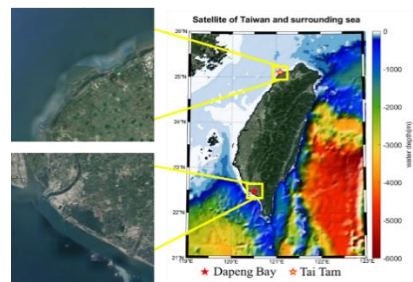 Satellite of Taiwan and surrounding sea
26°N
25°N
24°N
23°N
22°N
21°N
119°E 120°E 121°E 122°E 123°E
0
-1000
-2000
-3000
-4000
-5000
-6000
water depth(m)
★ Dapeng Bay ☆ Tai Tam